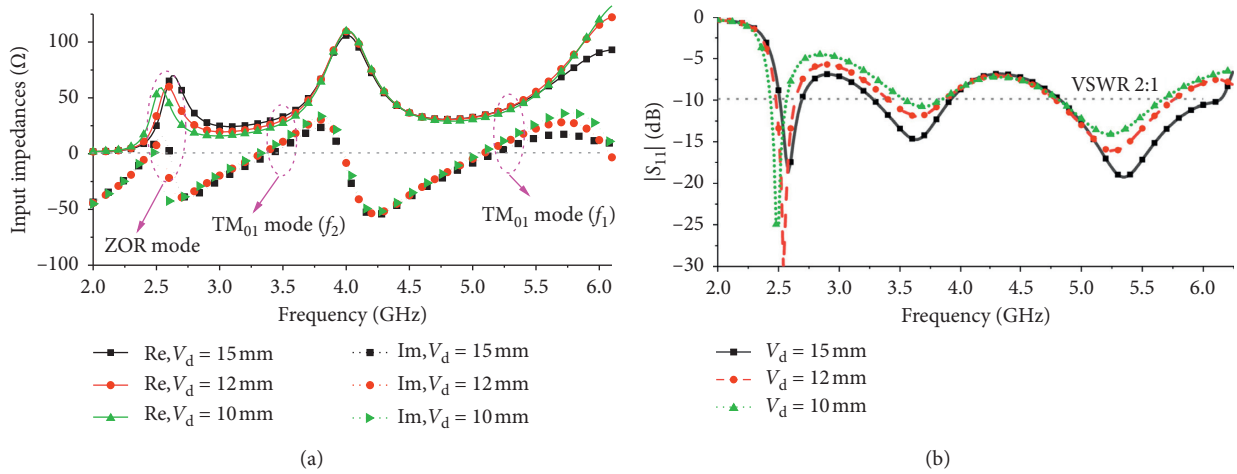 100
50
0
−50
−100
Input impedances (Ω)
ZOR mode
TM01 mode (f2)
TM01 mode (f1)
2.0 2.5 3.0 3.5 4.0 4.5 5.0 5.5 6.0
Frequency (GHz)
Re, Vd = 15 mm
Re, Vd = 12 mm
Re, Vd = 10 mm
Im, Vd = 15 mm
Im, Vd = 12 mm
Im, Vd = 10 mm
(a)
0
−5
−10
−15
−20
−25
−30
|S11| (dB)
VSWR 2:1
2.0 2.5 3.0 3.5 4.0 4.5 5.0 5.5 6.0
Frequency (GHz)
Vd = 15 mm
Vd = 12 mm
Vd = 10 mm
(b)